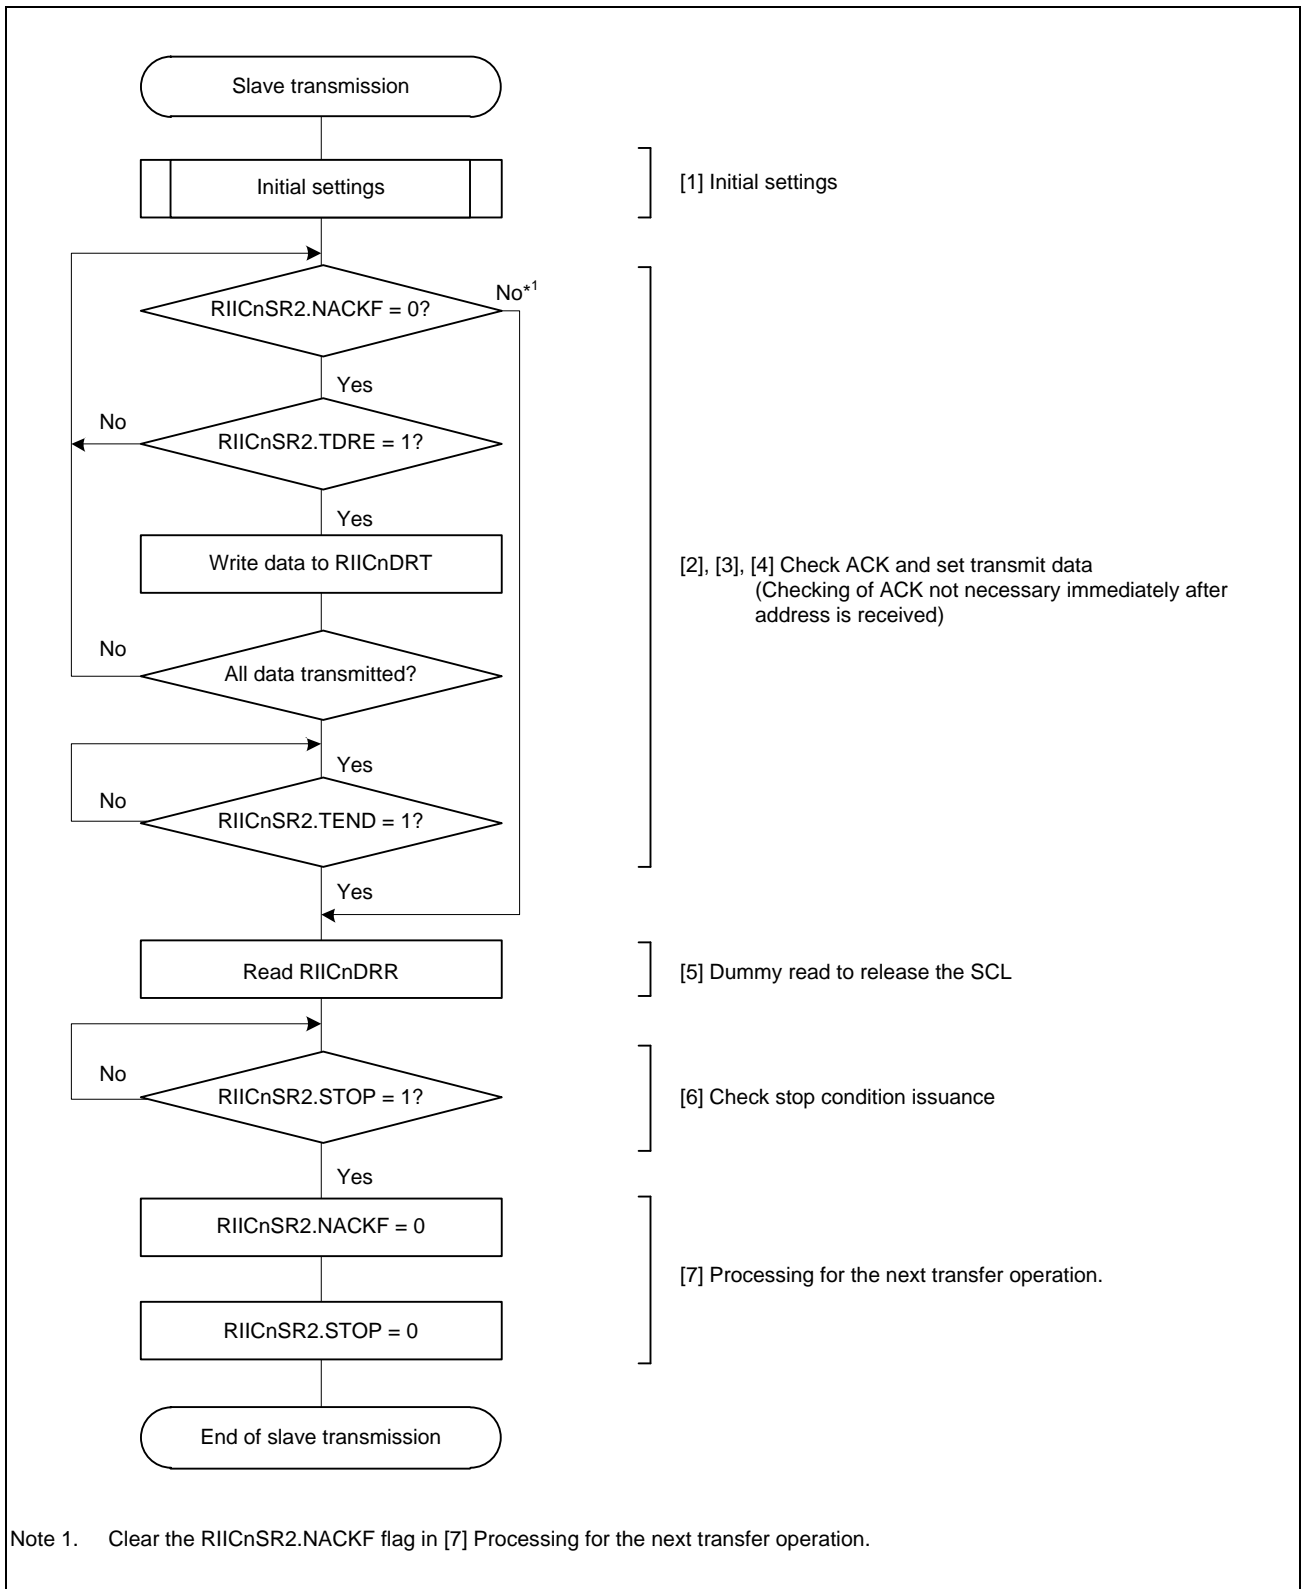 Slave transmission
Initial settings
[1] Initial settings
RIICnSR2.NACKF = 0?
No*1
Yes
No
RIICnSR2.TDRE = 1?
Yes
Write data to RIICnDRT
[2], [3], [4] Check ACK and set transmit data
(Checking of ACK not necessary immediately after
address is received)
No
All data transmitted?
Yes
No
RIICnSR2.TEND = 1?
Yes
Read RIICnDRR
[5] Dummy read to release the SCL
No
RIICnSR2.STOP = 1?
[6] Check stop condition issuance
Yes
RIICnSR2.NACKF = 0
[7] Processing for the next transfer operation.
RIICnSR2.STOP = 0
End of slave transmission
Note 1. Clear the RIICnSR2.NACKF flag in [7] Processing for the next transfer operation.